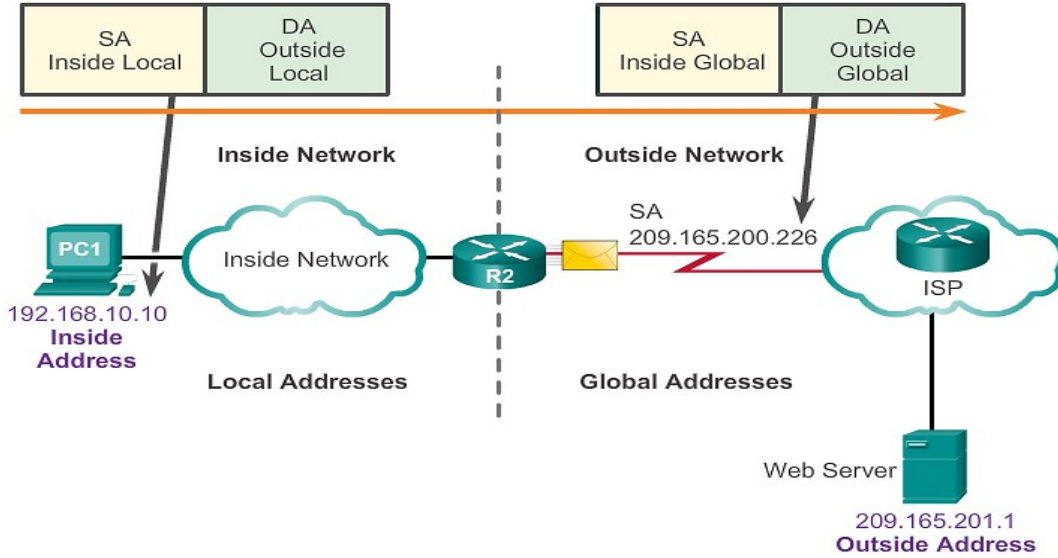 SA
Inside Local
DA
Outside
Local
SA
Inside Global
DA
Outside
Global
Inside Network
Outside Network
SA
209.165.200.226
PC1
Inside Network
R2
ISP
192.168.10.10
Inside
Address
Local Addresses
Global Addresses
Web Server
209.165.201.1
Outside Address